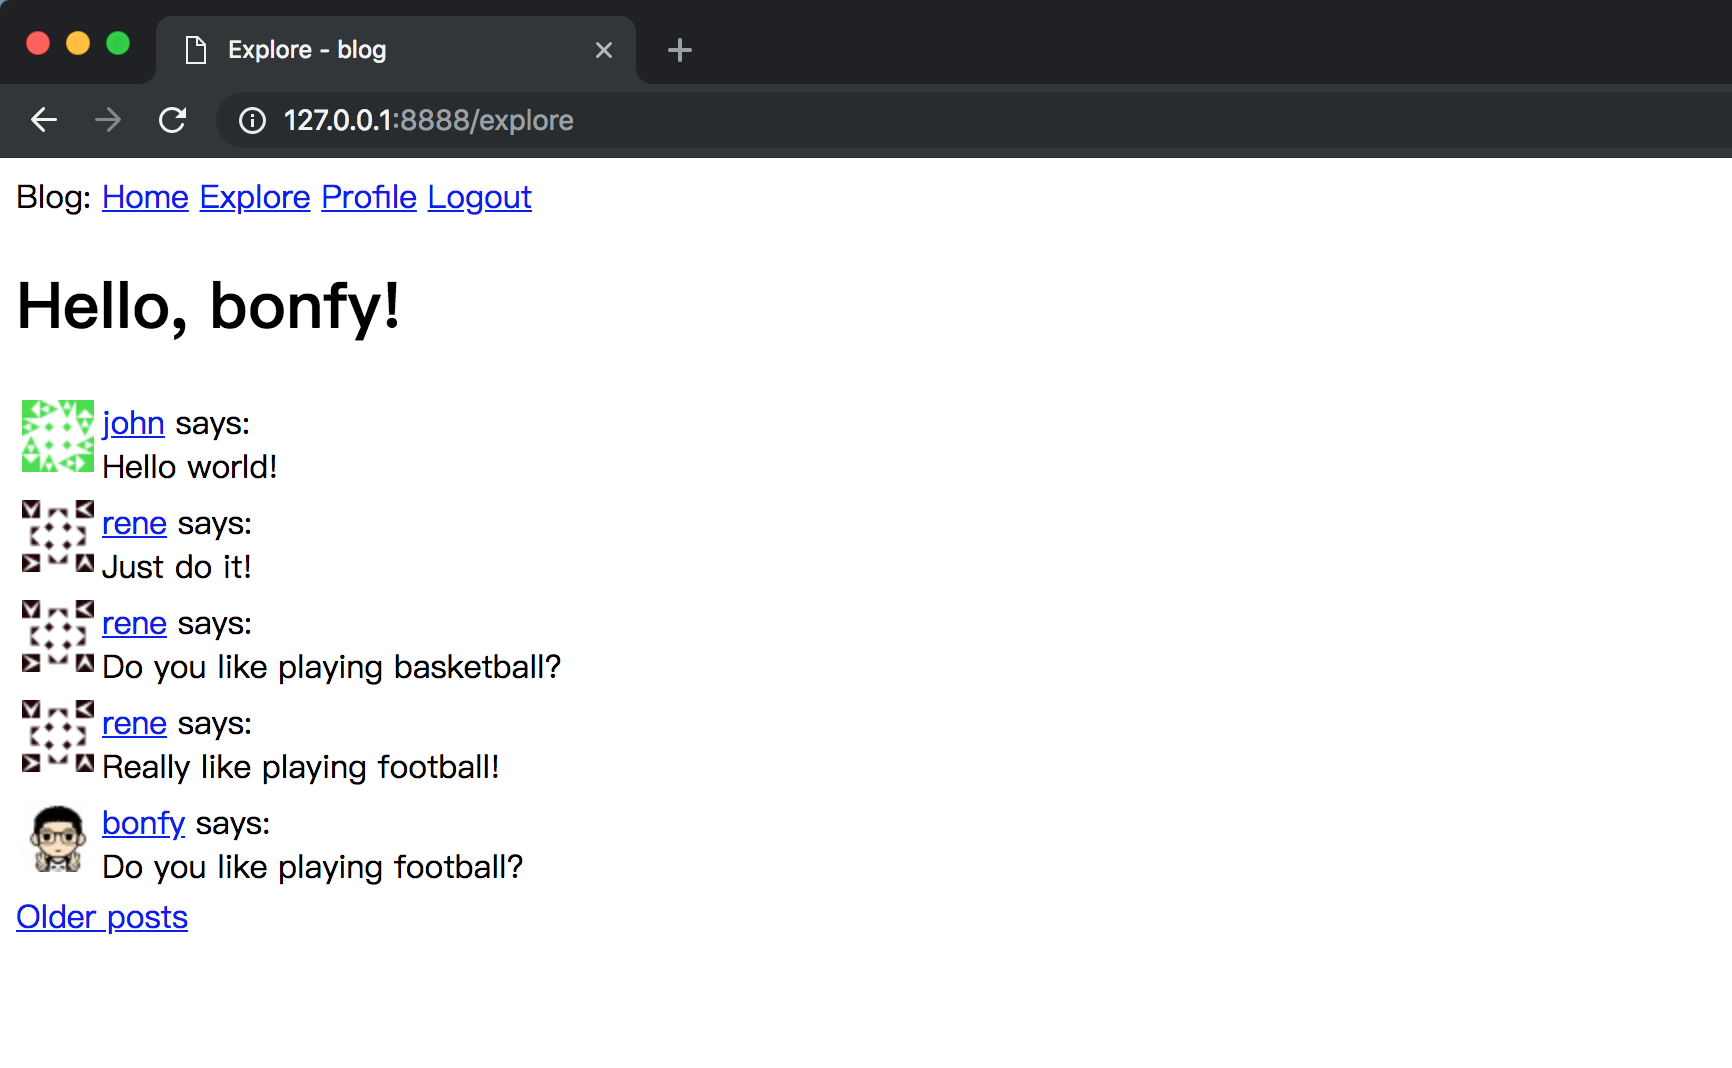 Explore - blog
127.0.0.1:8888/explore
Blog: Home Explore Profile Logout
Hello, bonfy!
john says:
Hello world!
rene says:
Just do it!
rene says:
Do you like playing basketball?
rene says:
Really like playing football!
bonfy says:
Do you like playing football?
Older posts